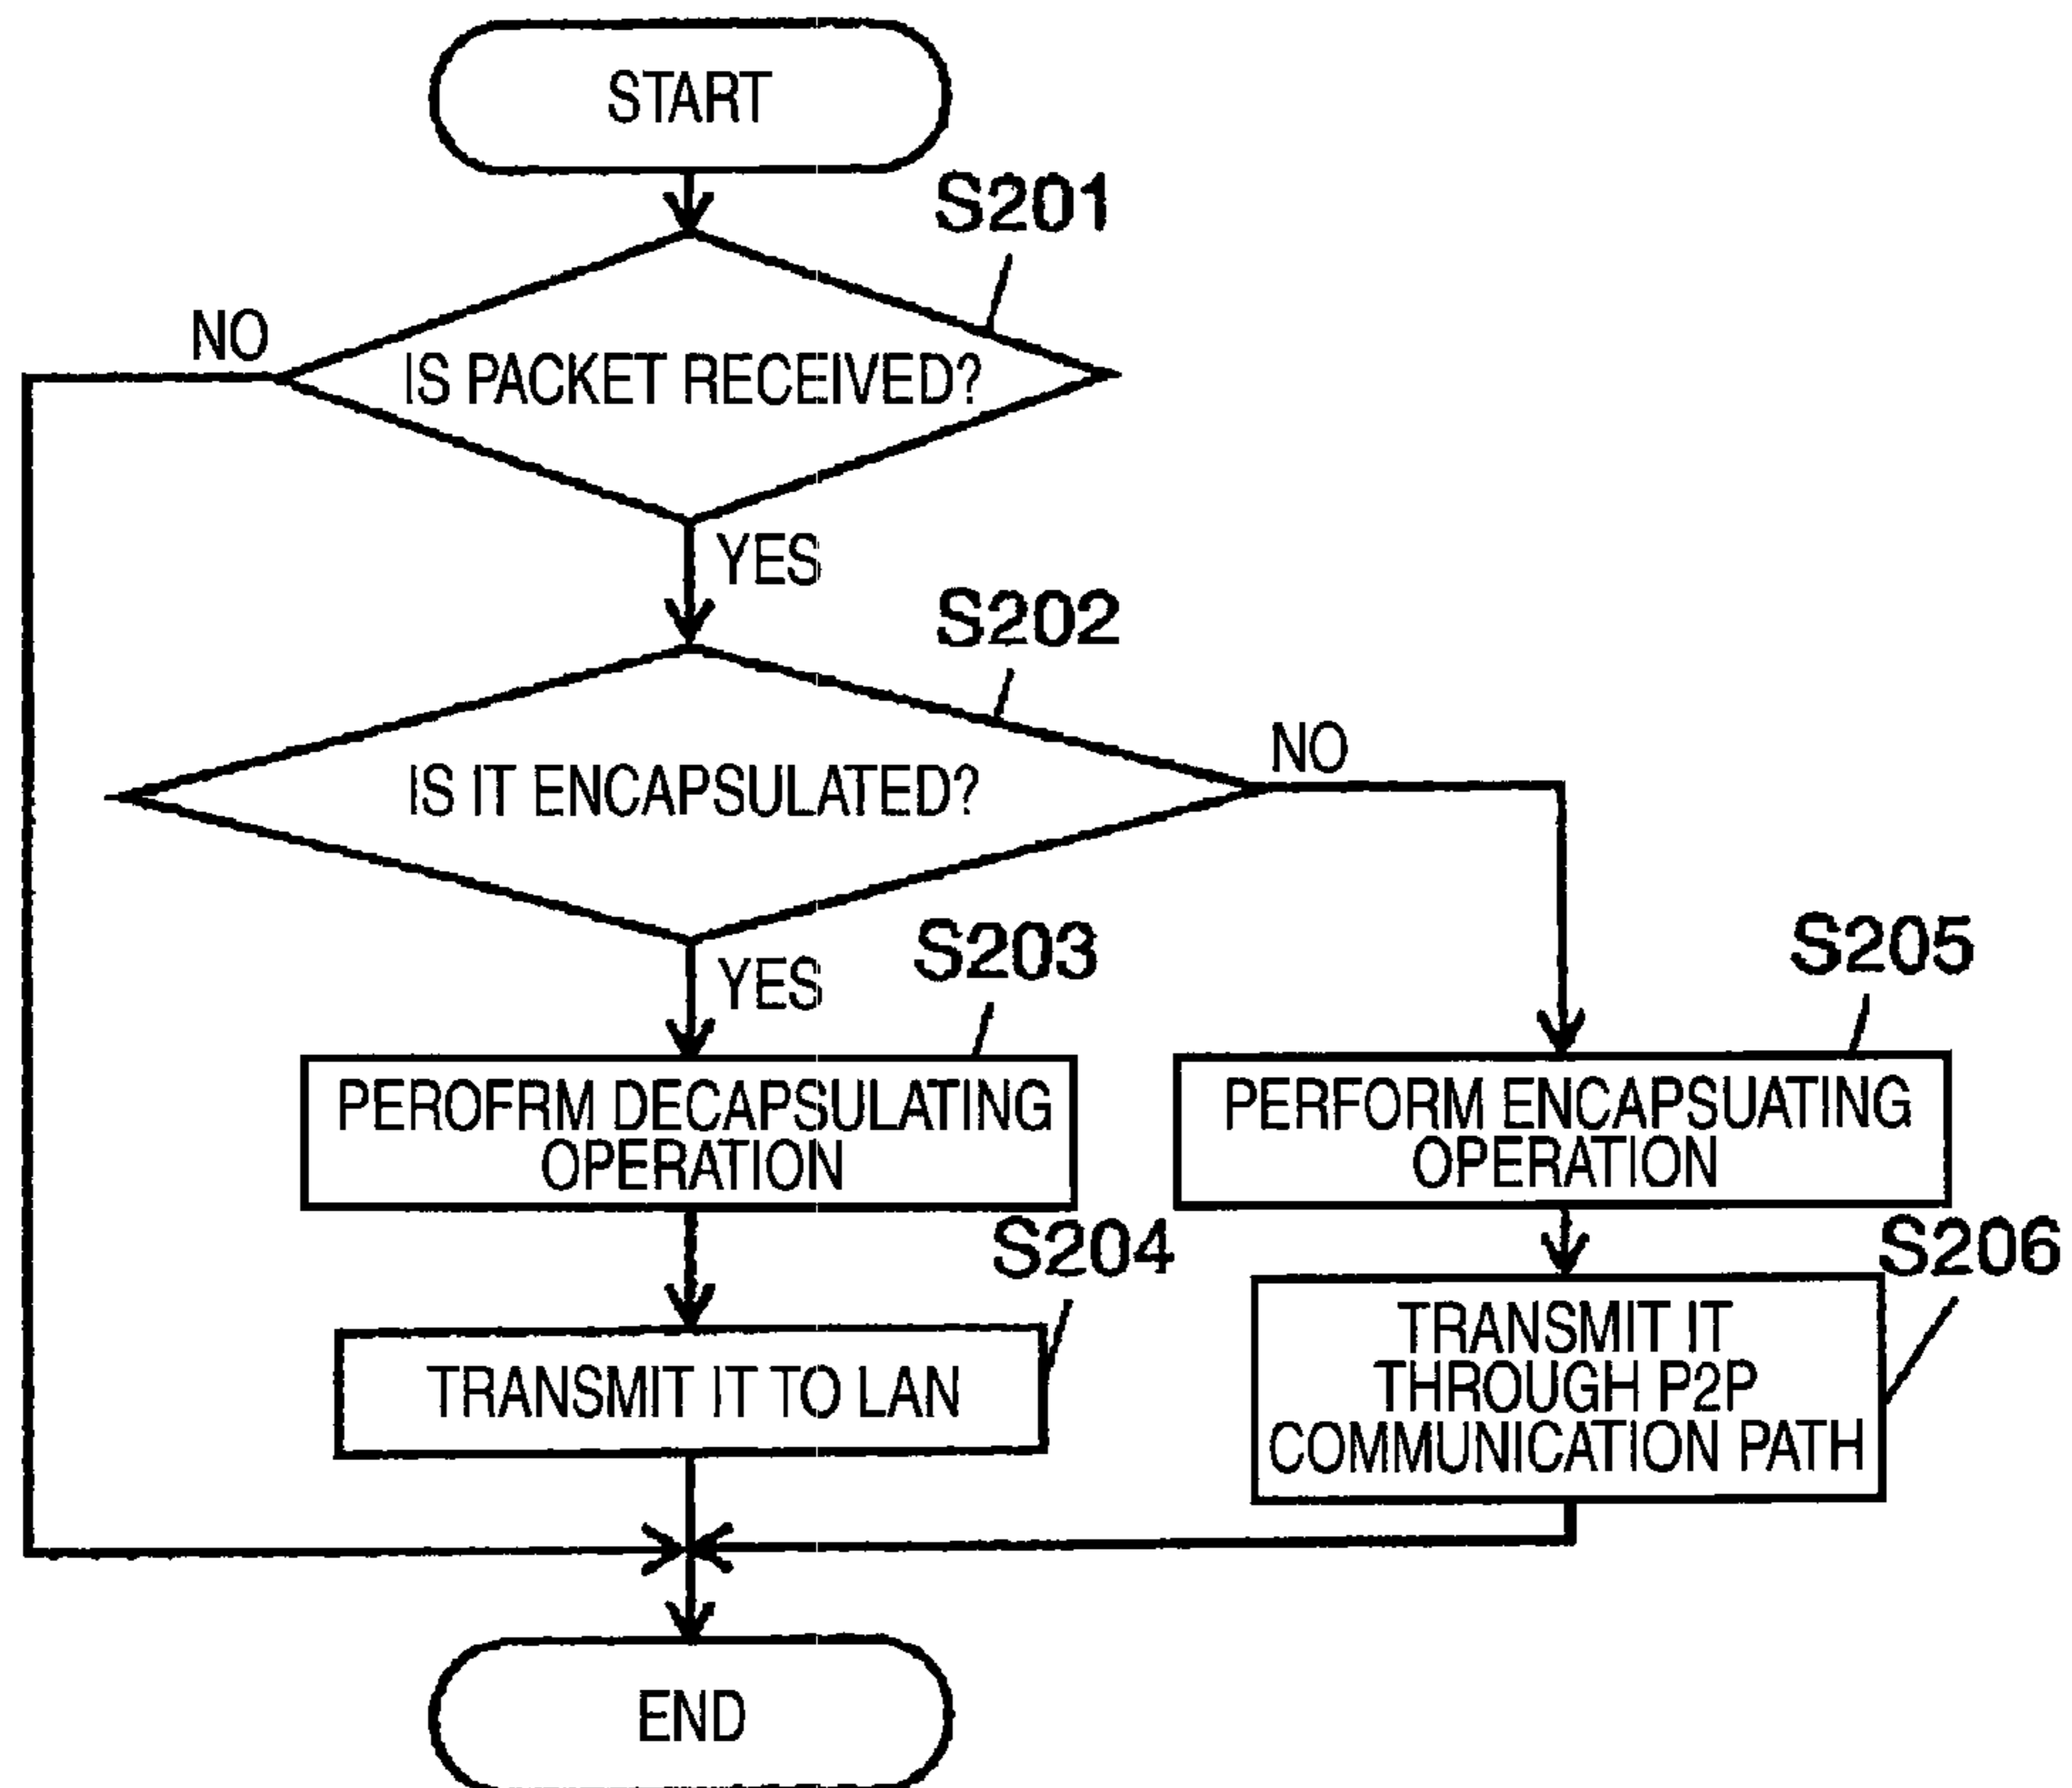 START
S201
NO
IS PACKET RECEIVED?
YES
S202
NO
IS IT ENCAPSULATED?
YES
S203
S205
PEROFRM DECAPSULATING
OPERATION
PERFORM ENCAPSUATING
OPERATION
S204
S206
TRANSMIT IT TO LAN
TRANSMIT IT
THROUGH P2P
COMMUNICATION PATH
END